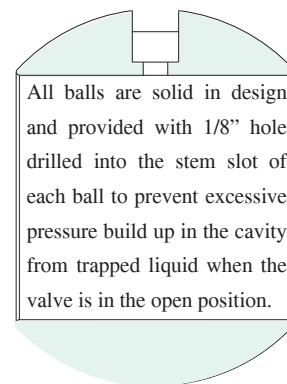 All balls are solid in design
and provided with 1/8” hole
drilled into the stem slot of
each ball to prevent excessive
pressure build up in the cavity
from trapped liquid when the
valve is in the open position.